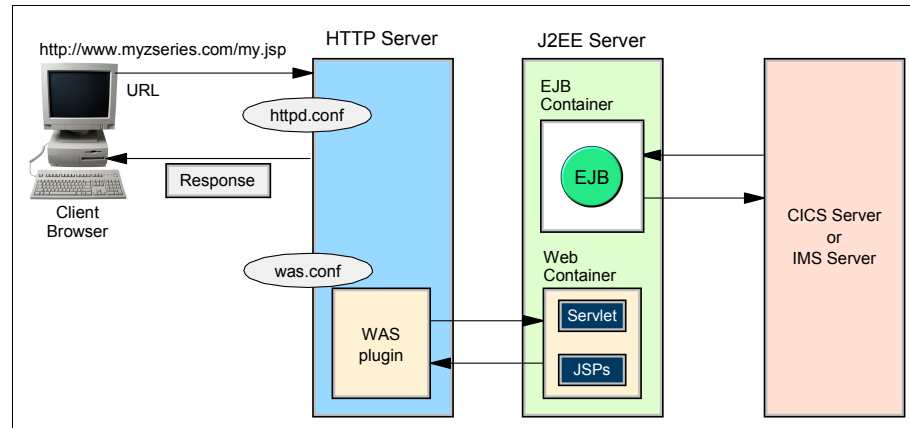 HTTP Server
J2EE Server
http://www.myzseries.com/my.jsp
URL
httpd.conf
Response
Client
Browser
was.conf
WAS
plugin
EJB
Container
EJB
Web
Container
Servlet
JSPs
CICS Server
or
IMS Server